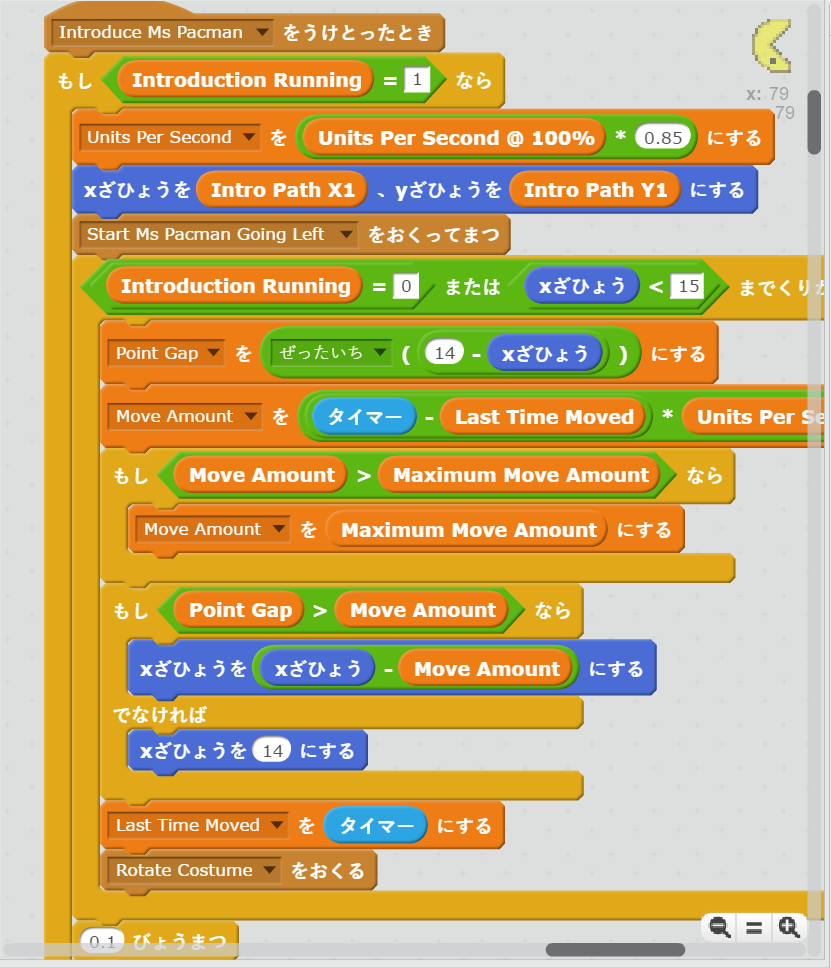 Introduce Ms Pacman をうけとったとき
もし Introduction Running = 1 なら
x: 79
79
Units Per Second を Units Per Second @ 100% * 0.85 にする
xざひょうを Intro Path X1 、yざひょうを Intro Path Y1 にする
Start Ms Pacman Going Left をおくってまつ
Introduction Running = 0 または xざひょう < 15 までくりか
Point Gap を ぜったいち ( 14 - xざひょう ) にする
Move Amount を タイマー - Last Time Moved * Units Per Se
もし Move Amount > Maximum Move Amount なら
Move Amount を Maximum Move Amount にする
もし Point Gap > Move Amount なら
xざひょうを xざひょう - Move Amount にする
でなければ
xざひょうを 14 にする
Last Time Moved を タイマー にする
Rotate Costume をおくる
0.1 びょうまつ